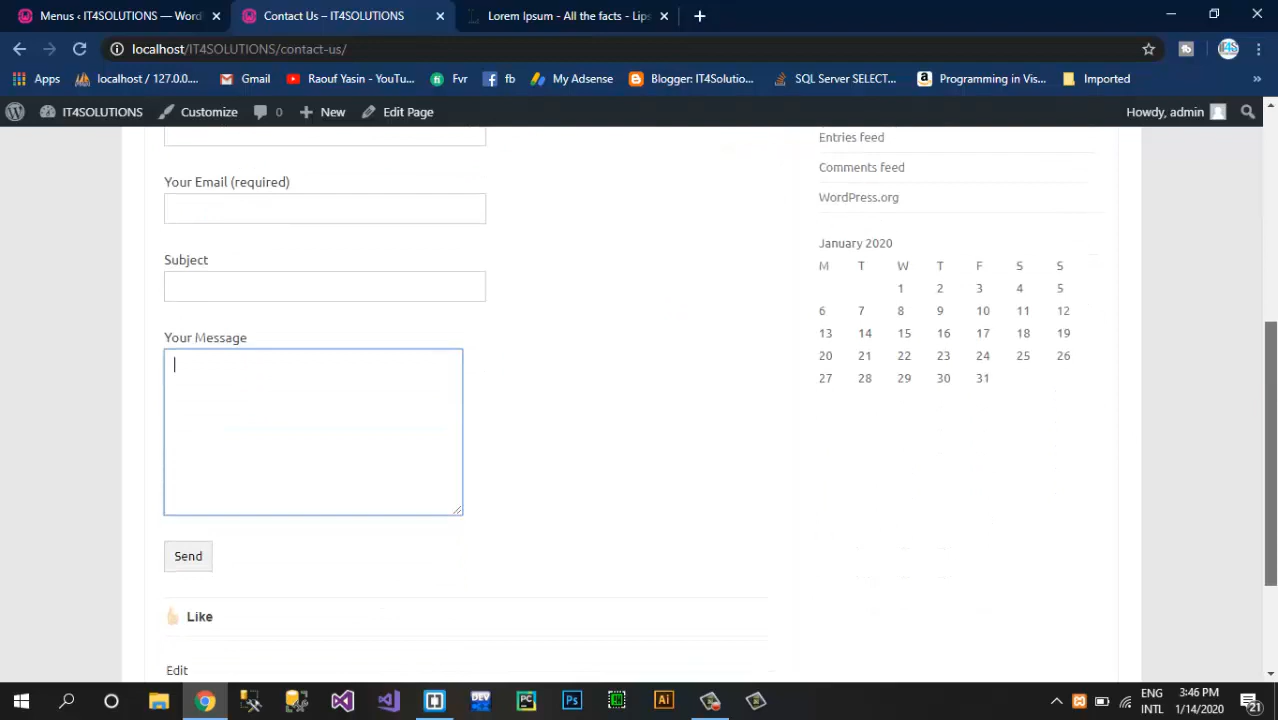 Menus ‹ IT4SOLUTIONS — Word
Contact Us – IT4SOLUTIONS
Lorem Ipsum - All the facts - Lips
localhost/IT4SOLUTIONS/contact-us/
Apps
localhost / 127.0.0....
Gmail
Raouf Yasin - YouTu...
Fvr
fb
My Adsense
Blogger: IT4Solutio...
SQL Server SELECT...
Programming in Vis...
Imported
IT4SOLUTIONS
Customize
0
New
Edit Page
Howdy, admin
Entries feed
Your Email (required)
Comments feed
WordPress.org
Subject
Your Message
Send
January 2020
M T W T F S S
1 2 3 4 5
6 7 8 9 10 11 12
13 14 15 16 17 18 19
20 21 22 23 24 25 26
27 28 29 30 31
Like
Edit
ENG
INTL
3:46 PM
1/14/2020
21